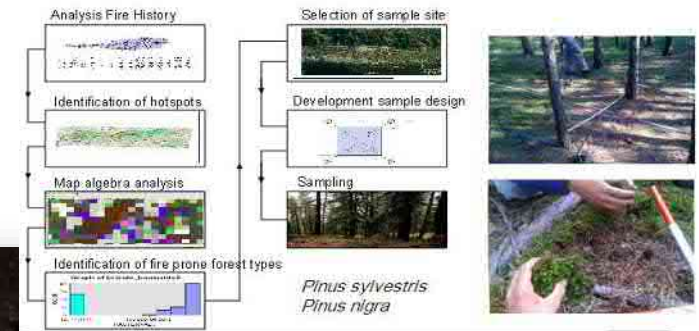 Analysis Fire History
Identification of hotspots
Map algebra analysis
Identification of fire prone forest types
Selection of sample site
Development sample design
Sampling
Pinus sylvestris
Pinus nigra